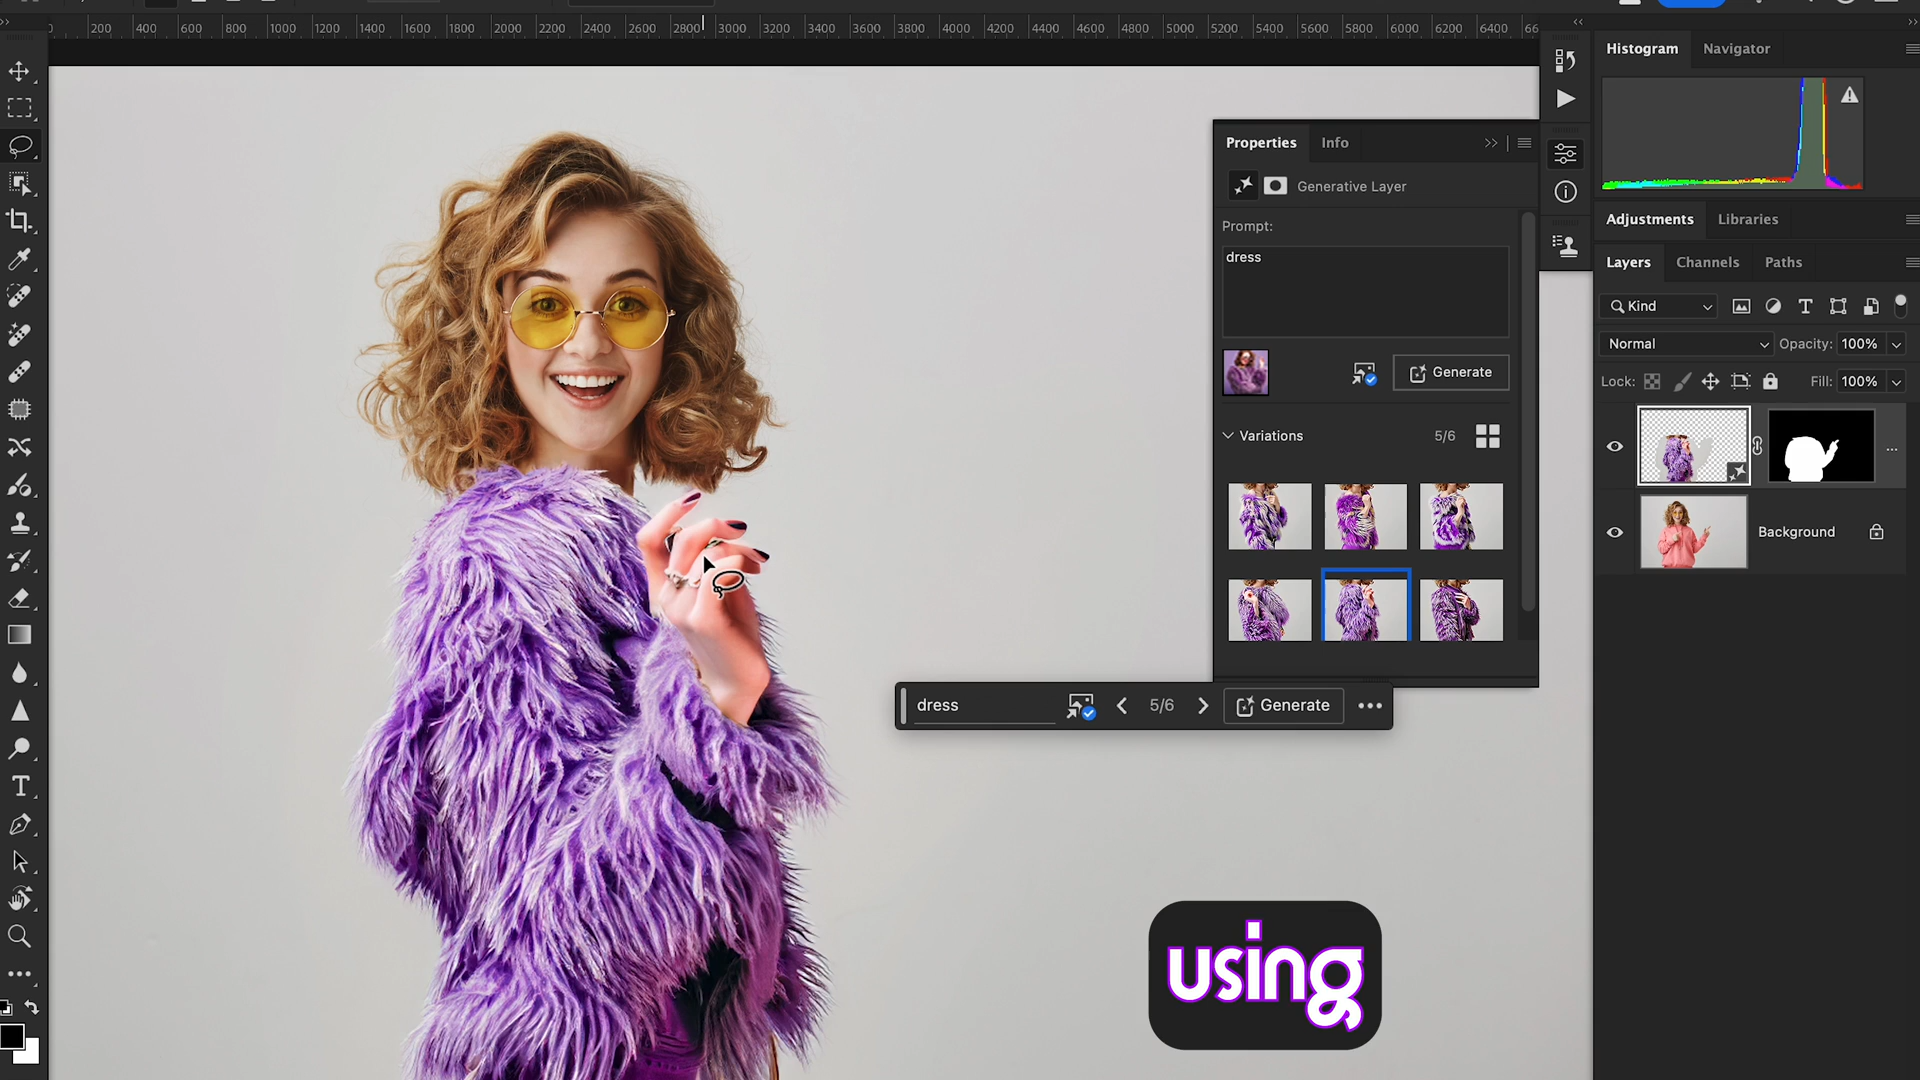 200 400 600 800 1000 1200 1400 1600 1800 2000 2200 2400 2600 2800 3000 3200 3400 3600 3800 4000 4200 4400 4600 4800 5000 5200 5400 5600 5800 6000 6200 6400 66
Histogram Navigator
Properties Info
Generative Layer
Prompt:
dress
Generate
Variations 5/6
dress 5/6 Generate
using
Adjustments Libraries
Layers Channels Paths
Kind
Normal Opacity: 100%
Lock: Fill: 100%
Background